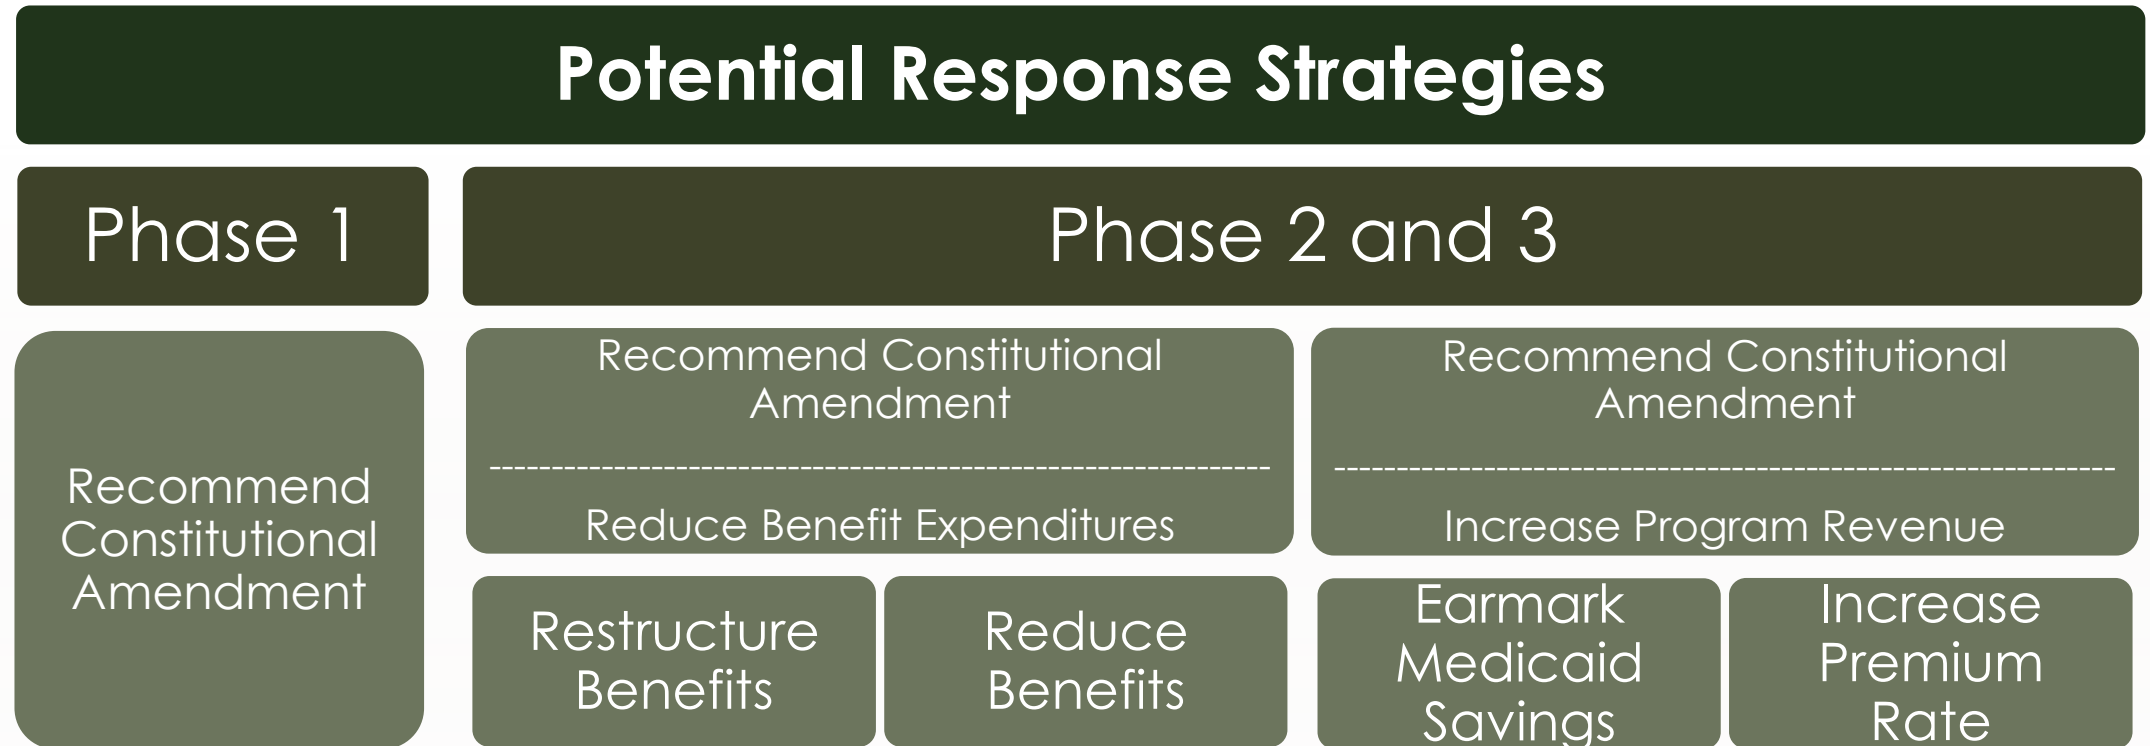 Potential Response Strategies
Phase 1
Phase 2 and 3
Recommend
Constitutional
Amendment
Recommend Constitutional
Amendment
--------------------------------------------------------------
Reduce Benefit Expenditures
Restructure
Benefits
Reduce
Benefits
Recommend Constitutional
Amendment
--------------------------------------------------------------
Increase Program Revenue
Earmark
Medicaid
Savings
Increase
Premium
Rate